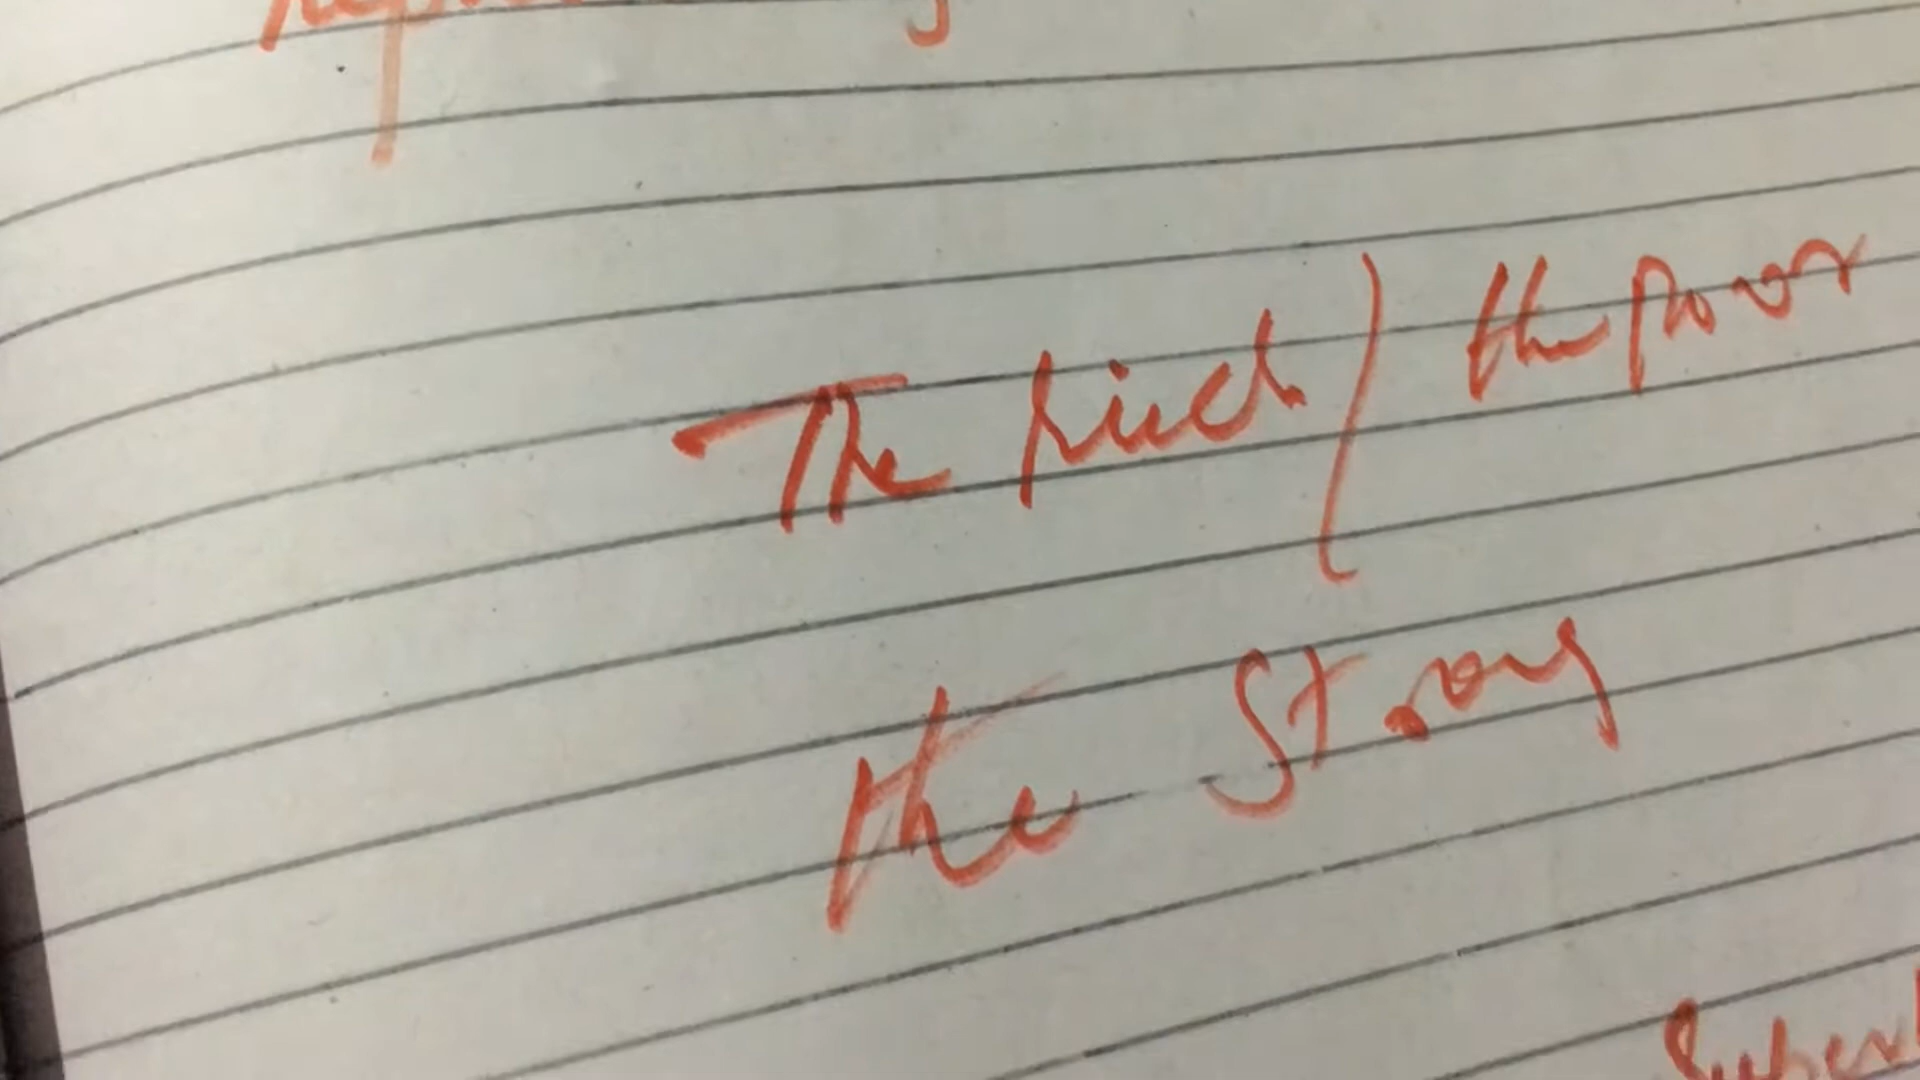 The rich / the poor
the strong